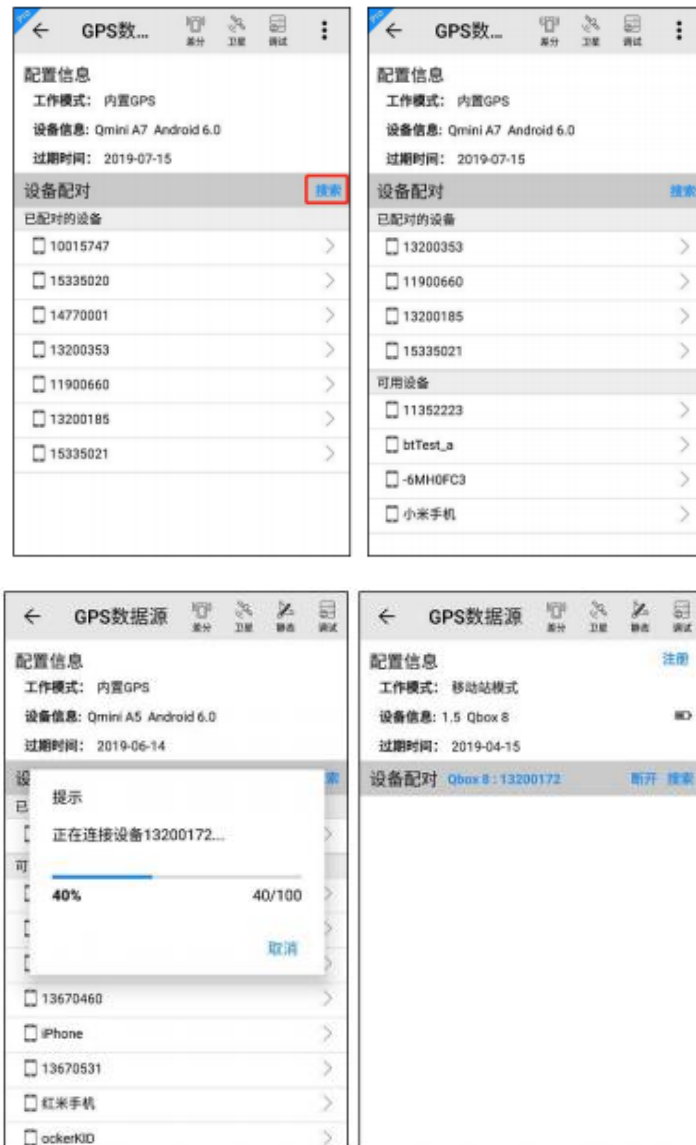 Pro
GPS数...
差分 卫星 调试
配置信息
工作模式: 内置GPS
设备信息: Qmini A7 Android 6.0
过期时间: 2019-07-15
设备配对 搜索
已配对的设备
10015747
15335020
14770001
13200353
11900660
13200185
15335021
Pro
GPS数...
差分 卫星 调试
配置信息
工作模式: 内置GPS
设备信息: Qmini A7 Android 6.0
过期时间: 2019-07-15
设备配对 搜索
已配对的设备
13200353
11900660
13200185
15335021
可用设备
11352223
btTest_a
-6MH0FC3
小米手机
GPS数据源
差分 卫星 静态 调试
配置信息
工作模式: 内置GPS
设备信息: Qmini A5 Android 6.0
过期时间: 2019-06-14
设 索
已
可
提示
正在连接设备13200172...
40% 40/100
取消
13670460
iPhone
13670531
红米手机
ockerKID
GPS数据源
差分 卫星 静态 调试
配置信息 注册
工作模式: 移动站模式
设备信息: 1.5 Qbox 8
过期时间: 2019-04-15
设备配对 Qbox 8 : 13200172 断开 搜索